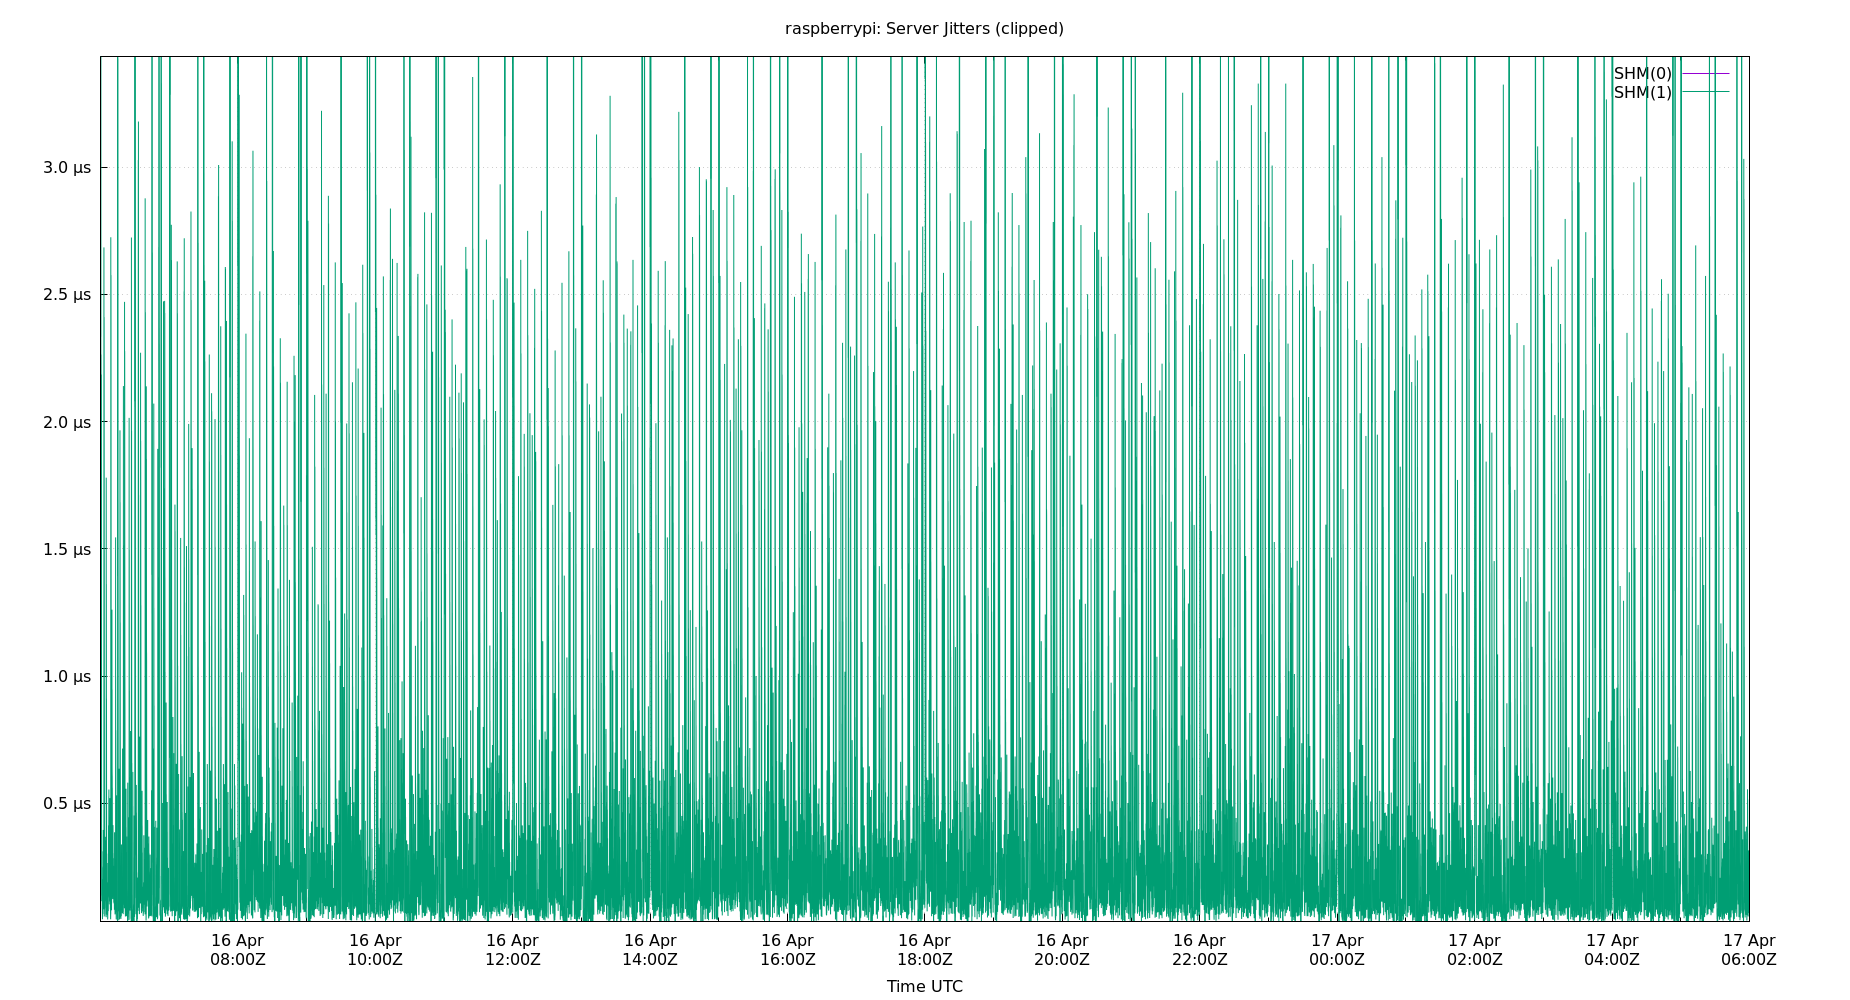 raspberrypi: Server Jitters (clipped)
SHM(0)
SHM(1)
3.0 µs
2.5 µs
2.0 µs
1.5 µs
1.0 µs
0.5 µs
16 Apr 16 Apr 16 Apr 16 Apr 16 Apr 16 Apr 16 Apr 16 Apr 17 Apr 17 Apr 17 Apr 17 Apr
08:00Z 10:00Z 12:00Z 14:00Z 16:00Z 18:00Z 20:00Z 22:00Z 00:00Z 02:00Z 04:00Z 06:00Z
Time UTC